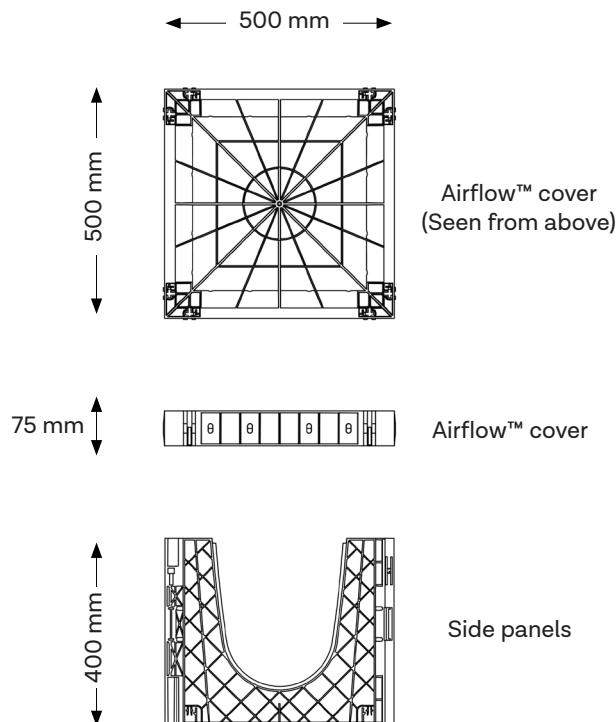 500 mm
500 mm
Airflow™ cover
(Seen from above)
75 mm
Airflow™ cover
400 mm
Side panels